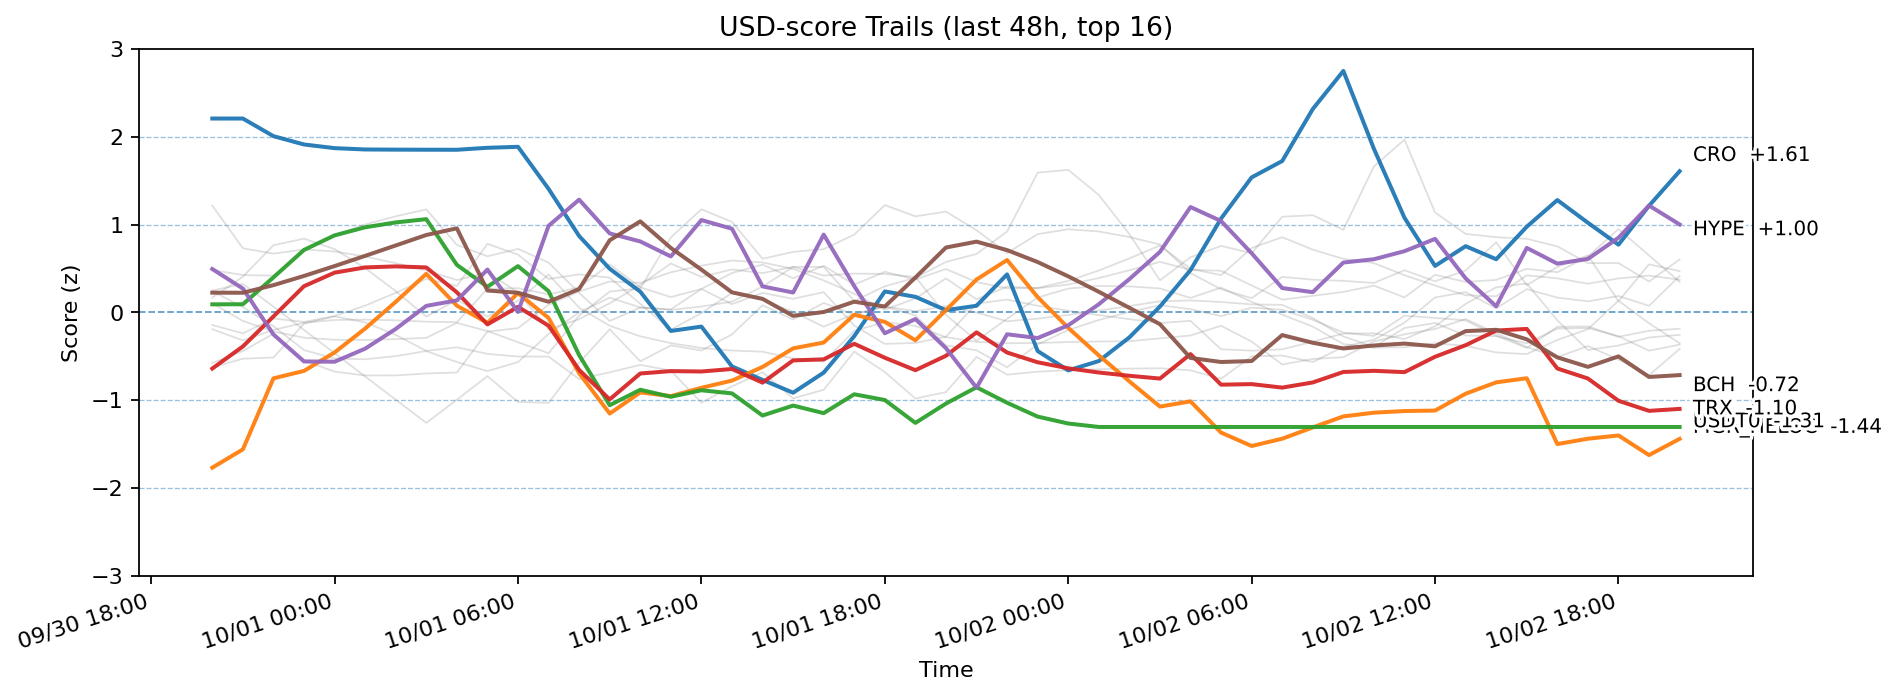 USD-score Trails (last 48h, top 16)
Score (z)
3
2
1
0
−1
−2
−3
CRO +1.61
HYPE +1.00
BCH -0.72
TRX -1.10
USDT0 -1.31
-1.44
09/30 18:00
10/01 00:00
10/01 06:00
10/01 12:00
10/01 18:00
10/02 00:00
10/02 06:00
10/02 12:00
10/02 18:00
Time